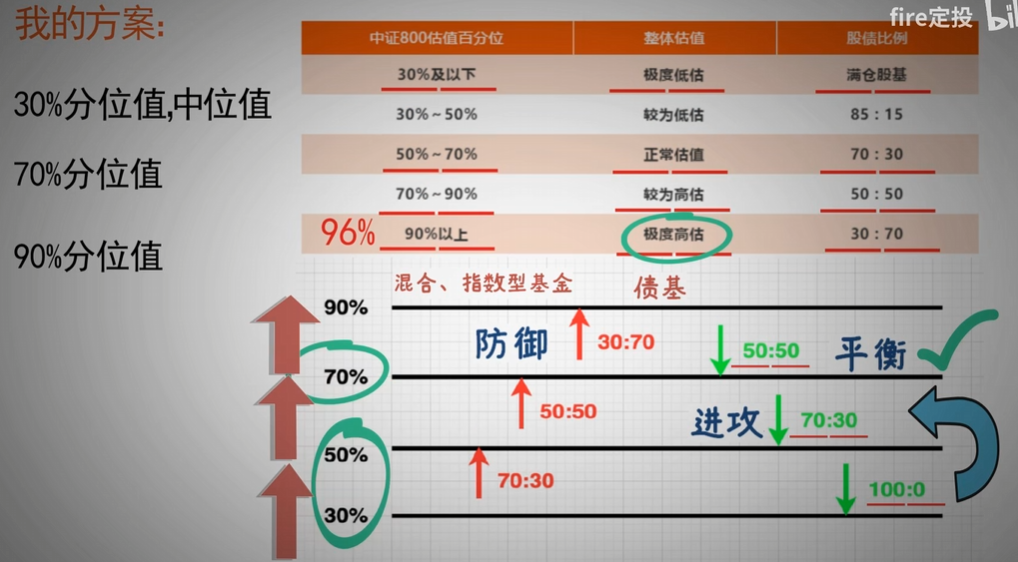 我的方案:
fire定投 bil
30%分位值,中位值
70%分位值
90%分位值
中证800估值百分位 整体估值 股债比例
30%及以下 极度低估 满仓股基
30%~50% 较为低估 85:15
50%~70% 正常估值 70:30
70%~90% 较为高估 50:50
96% 90%以上 极度高估 30:70
混合、指数型基金 债基
90%
防御 30:70 50:50 平衡
70%
50:50 进攻 70:30
50%
70:30 100:0
30%